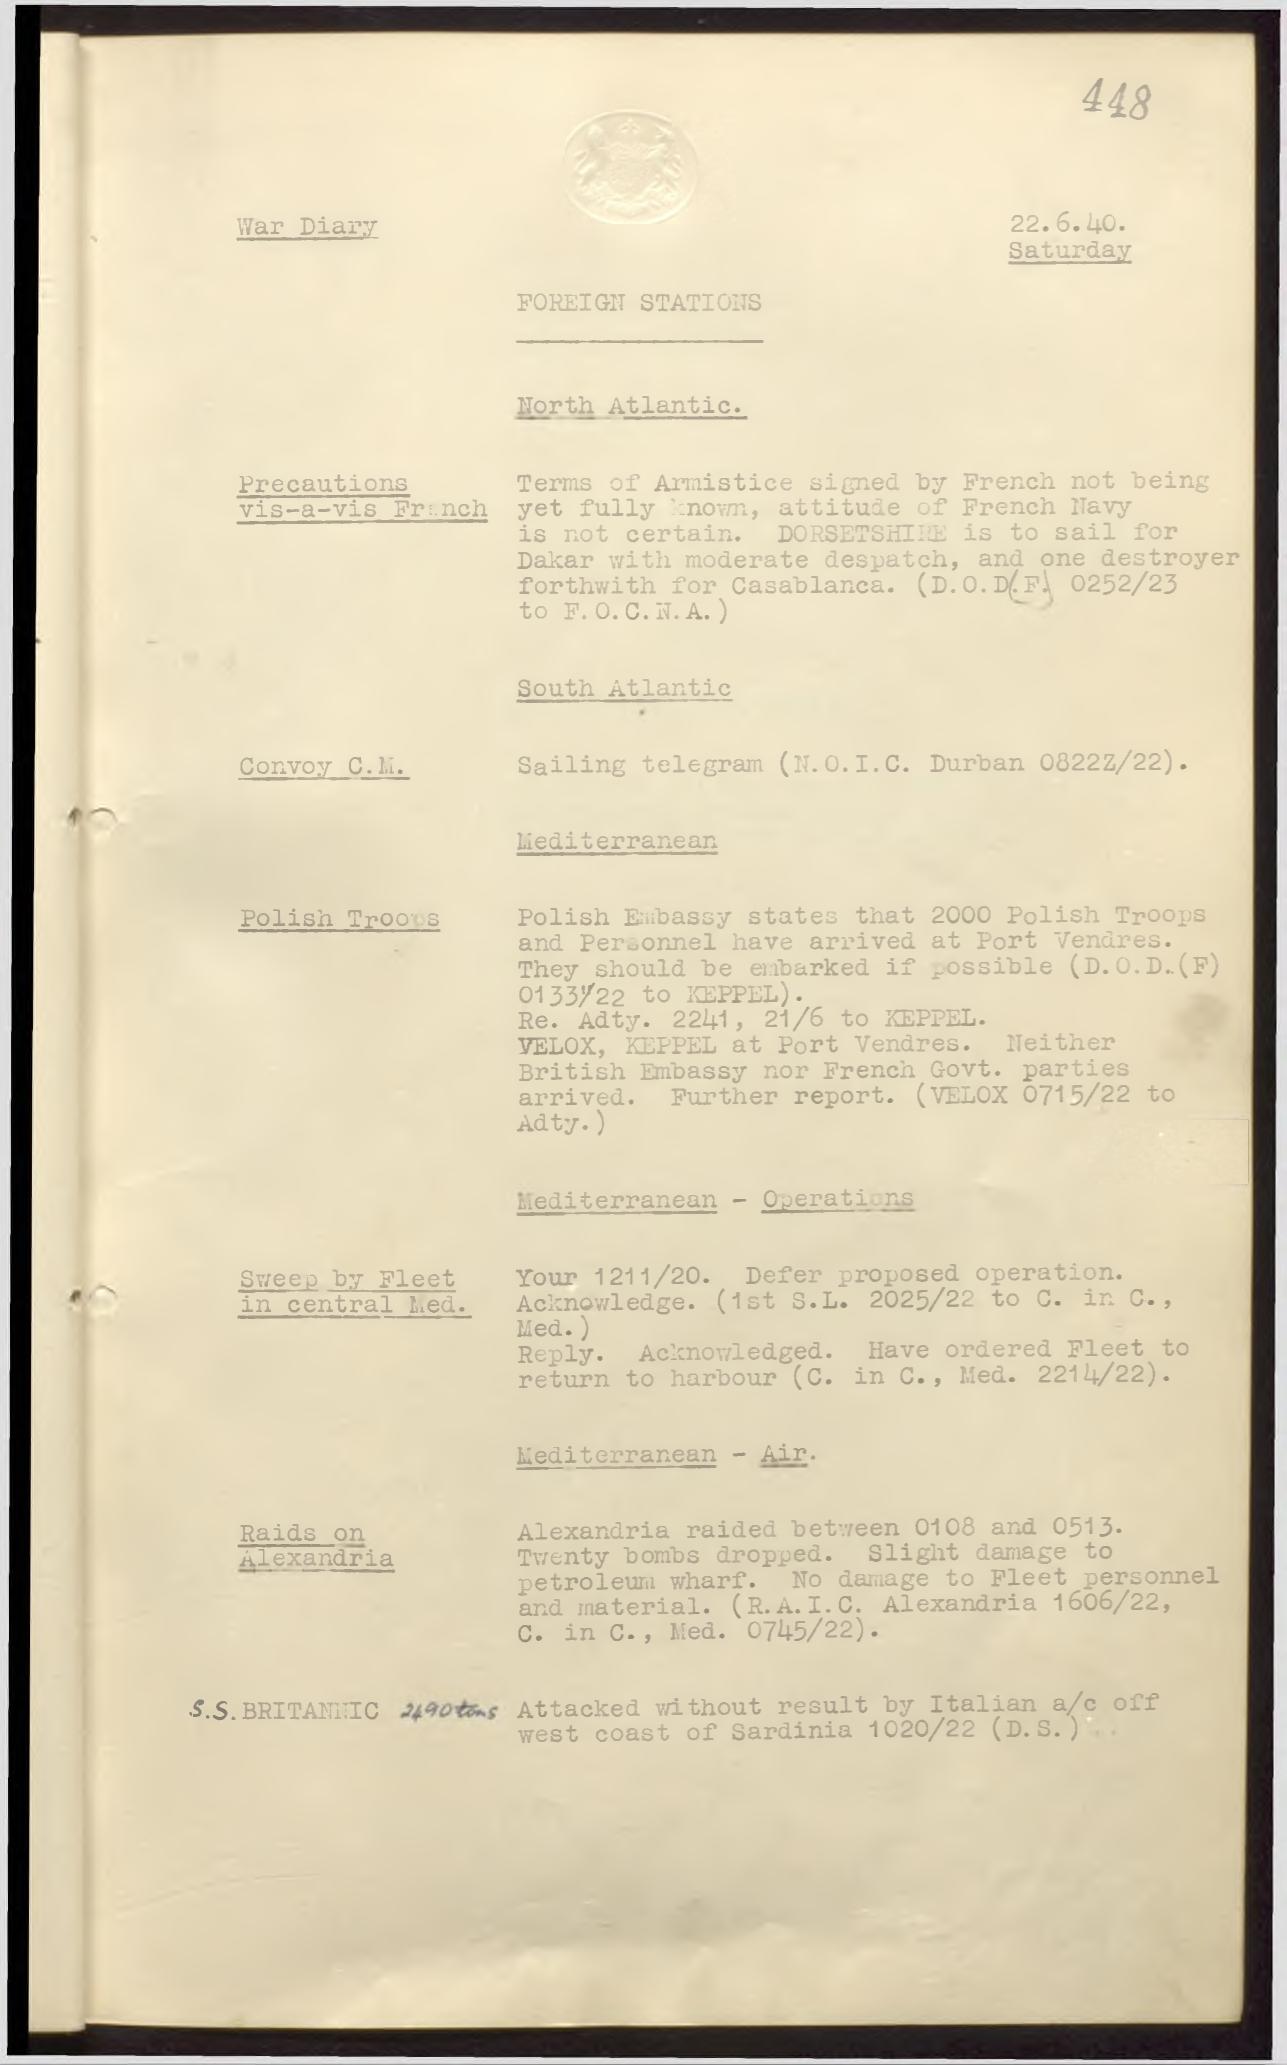 448
War Diary
22.6.40.
Saturday
FOREIGN STATIONS
North Atlantic.
Precautions
vis-a-vis French
Terms of Armistice signed by French not being
yet fully known, attitude of French Navy
is not certain. DORSETSHIRE is to sail for
Dakar with moderate despatch, and one destroyer
forthwith for Casablanca. (D.O.D(.F.) 0252/23
to F.O.C.N.A.)
South Atlantic
Convoy C.M.
Sailing telegram (N.O.I.C. Durban 0822Z/22).
Mediterranean
Polish Troops
Polish Embassy states that 2000 Polish Troops
and Personnel have arrived at Port Vendres.
They should be embarked if possible (D.O.D.(F)
0133/22 to KEPPEL).
Re. Adty. 2241, 21/6 to KEPPEL.
VELOX, KEPPEL at Port Vendres. Neither
British Embassy nor French Govt. parties
arrived. Further report. (VELOX 0715/22 to
Adty.)
Mediterranean - Operations
Sweep by Fleet
in central Med.
Your 1211/20. Defer proposed operation.
Acknowledge. (1st S.L. 2025/22 to C. in C.,
Med.)
Reply. Acknowledged. Have ordered Fleet to
return to harbour (C. in C., Med. 2214/22).
Mediterranean - Air.
Raids on
Alexandria
Alexandria raided between 0108 and 0513.
Twenty bombs dropped. Slight damage to
petroleum wharf. No damage to Fleet personnel
and material. (R.A.I.C. Alexandria 1606/22,
C. in C., Med. 0745/22).
S.S. BRITANNIC 2490 tons
Attacked without result by Italian a/c off
west coast of Sardinia 1020/22 (D.S.)